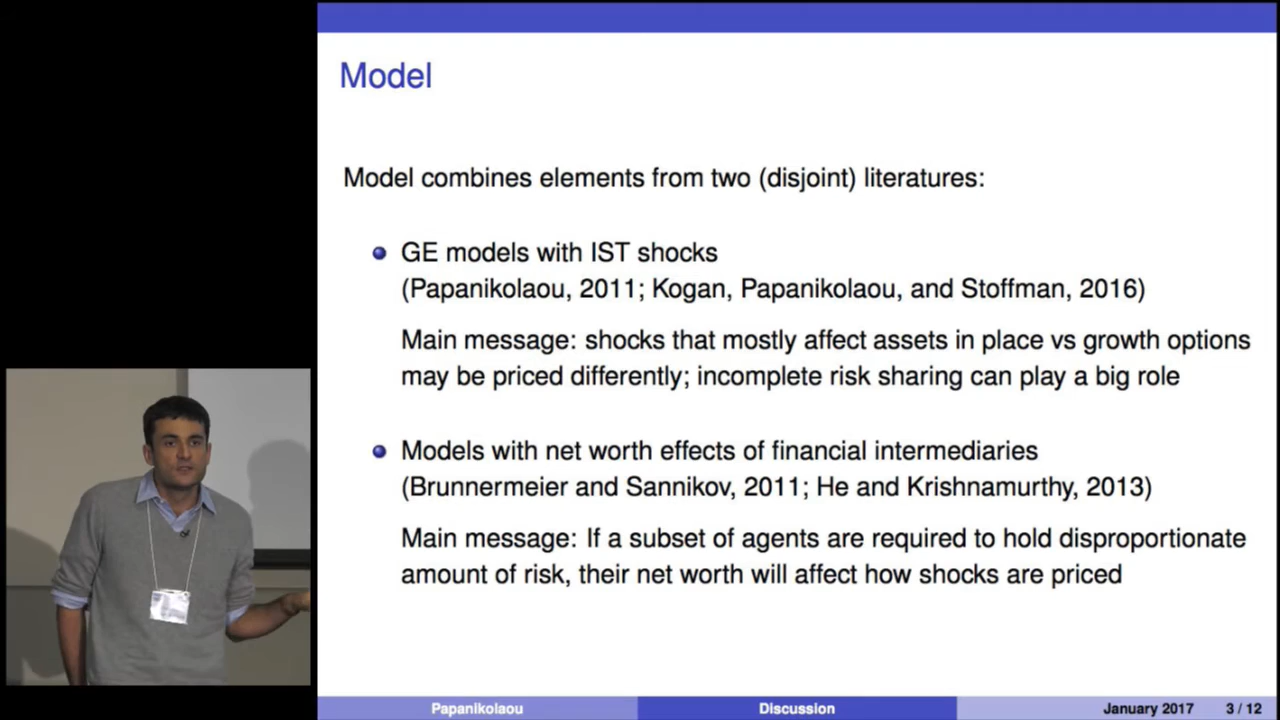 Model
Model combines elements from two (disjoint) literatures:
GE models with IST shocks
(Papanikolaou, 2011; Kogan, Papanikolaou, and Stoffman, 2016)
Main message: shocks that mostly affect assets in place vs growth options
may be priced differently; incomplete risk sharing can play a big role
Models with net worth effects of financial intermediaries
(Brunnermeier and Sannikov, 2011; He and Krishnamurthy, 2013)
Main message: If a subset of agents are required to hold disproportionate
amount of risk, their net worth will affect how shocks are priced
Papanikolaou
Discussion
January 2017 3 / 12